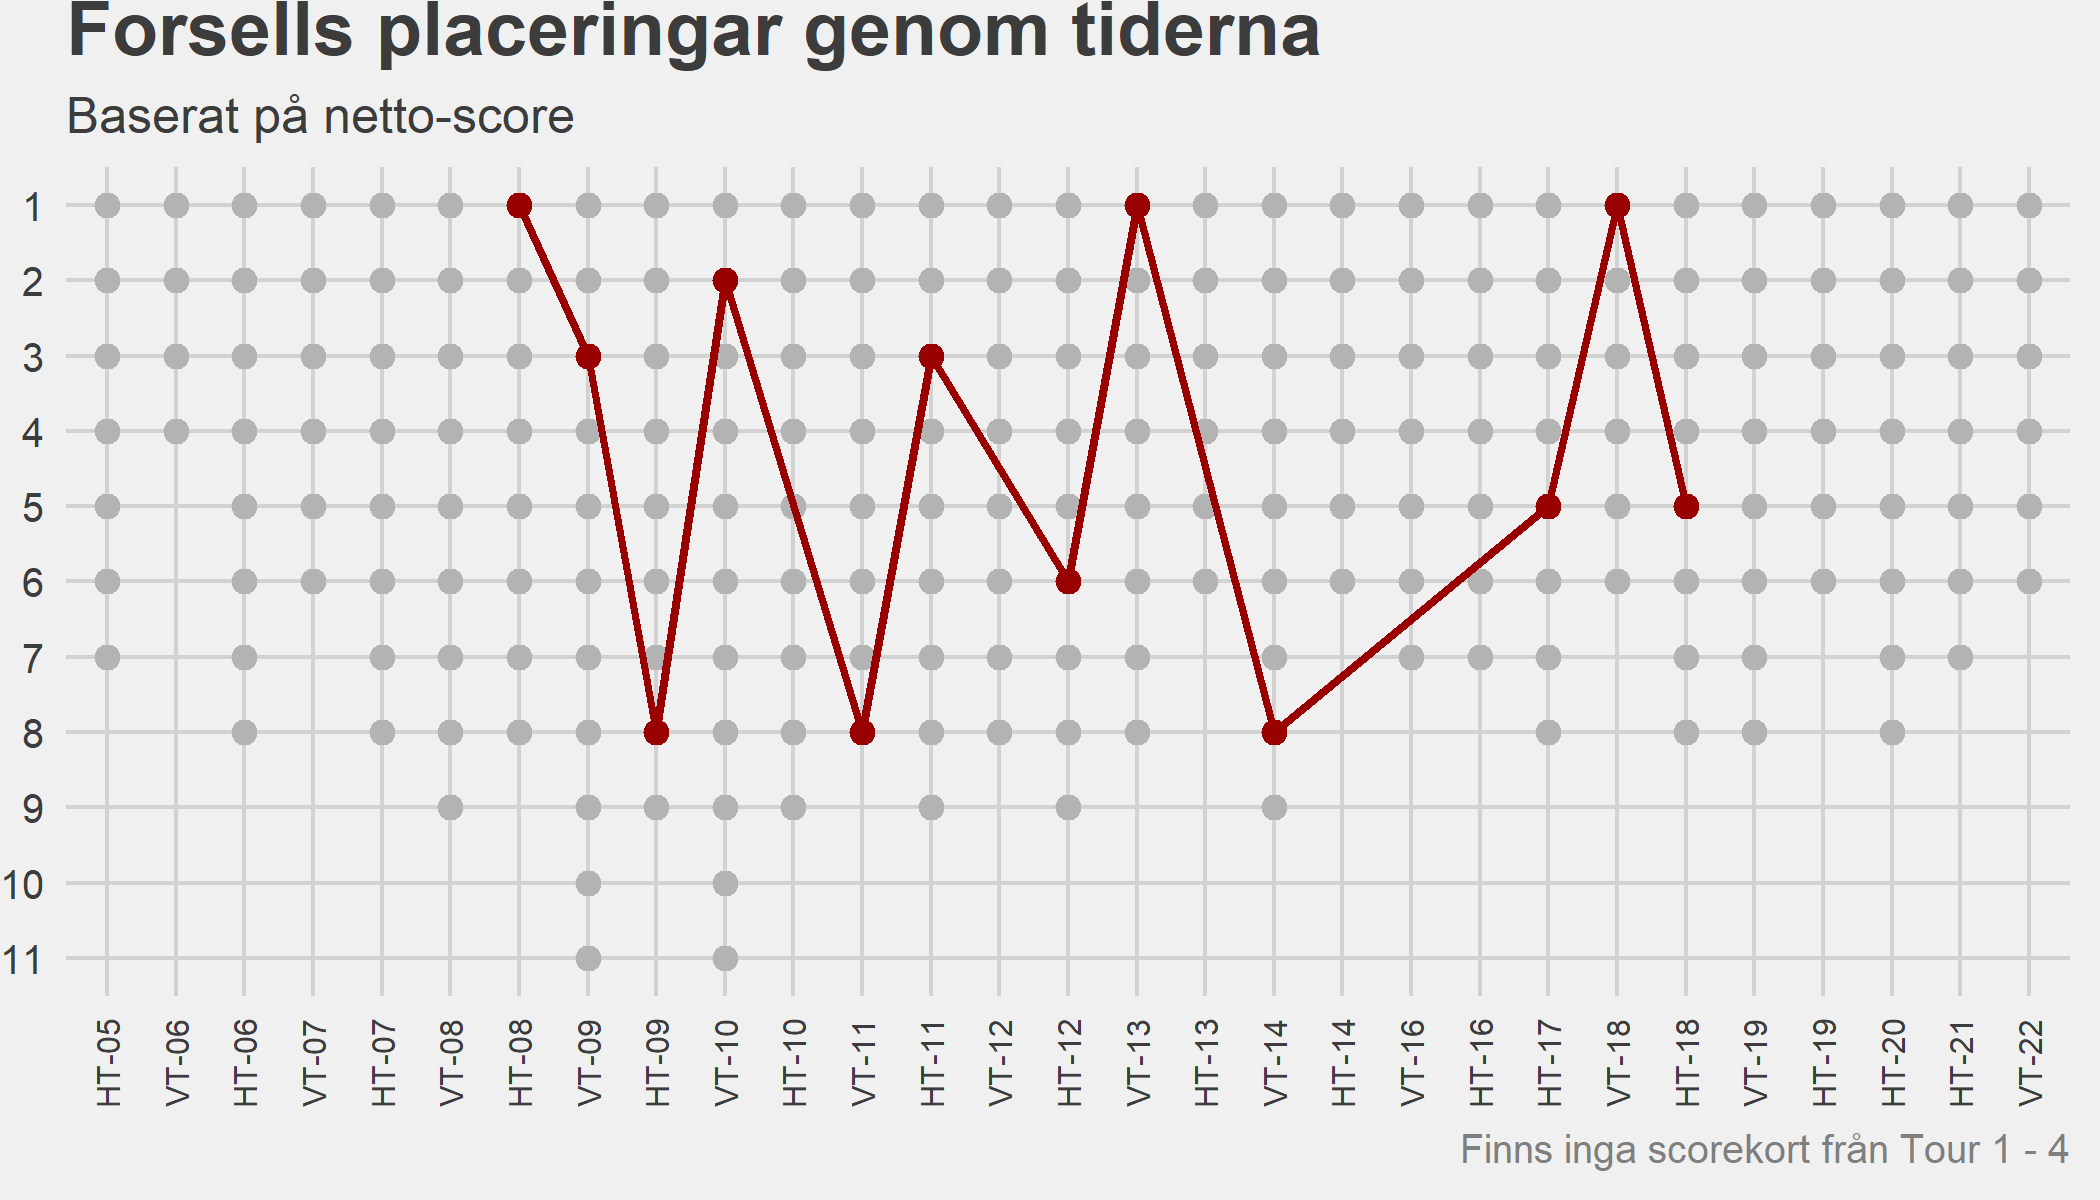 Forsells placeringar genom tiderna
Baserat på netto-score
1
2
3
4
5
6
7
8
9
10
11
HT-05
VT-06
HT-06
VT-07
HT-07
VT-08
HT-08
VT-09
HT-09
VT-10
HT-10
VT-11
HT-11
VT-12
HT-12
VT-13
HT-13
VT-14
HT-14
VT-16
HT-16
HT-17
VT-18
HT-18
VT-19
HT-19
HT-20
HT-21
VT-22
Finns inga scorekort från Tour 1 - 4